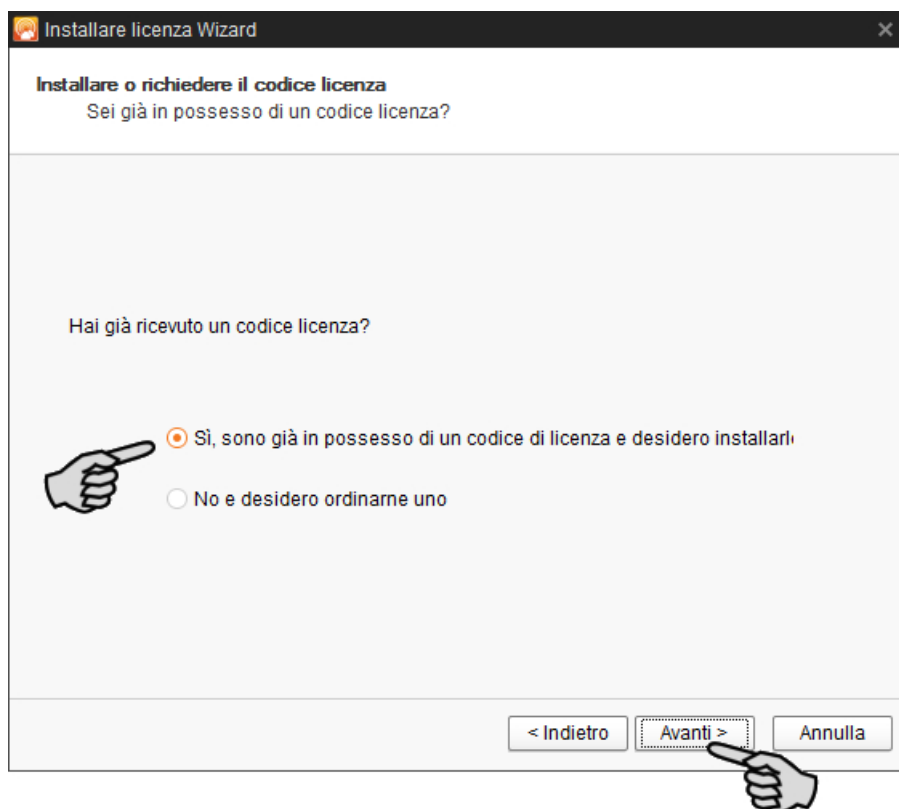 Installare licenza Wizard
Installare o richiedere il codice licenza
Sei già in possesso di un codice licenza?
Hai già ricevuto un codice licenza?
Sì, sono già in possesso di un codice di licenza e desidero installarl
No e desidero ordinarne uno
< Indietro Avanti > Annulla